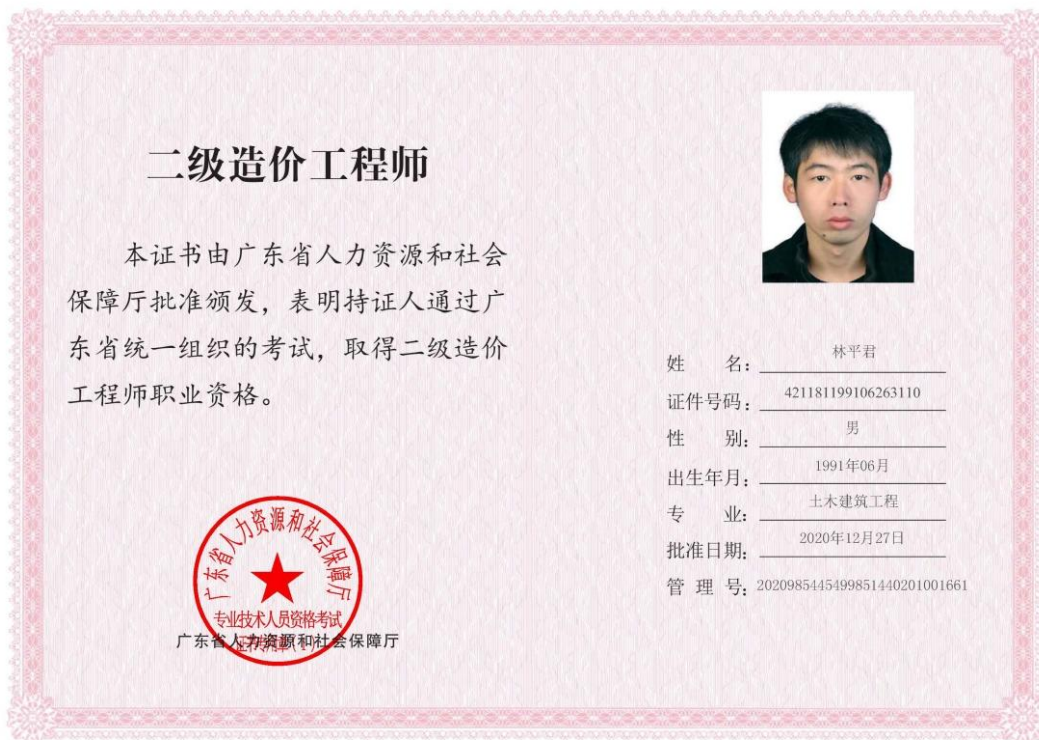 二级造价工程师
本证书由广东省人力资源和社会
保障厅批准颁发，表明持证人通过广
东省统一组织的考试，取得二级造价
工程师职业资格。
广东省人力资源和社会保障厅
专业技术人员资格考试
广东省人力资源和社会保障厅
姓 名：林平君
证件号码：421181199106263110
性 别：男
出生年月：1991年06月
专 业：土木建筑工程
批准日期：2020年12月27日
管 理 号：2020985445499851440201001661